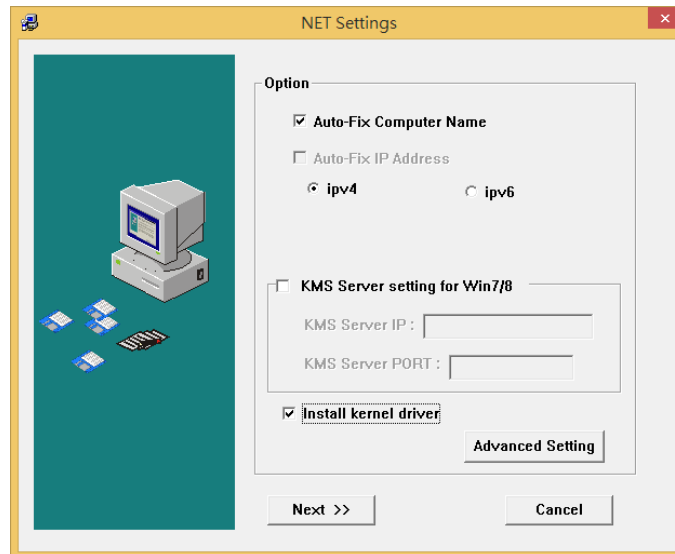 NET Settings
Option
Auto-Fix Computer Name
Auto-Fix IP Address
ipv4 ipv6
KMS Server setting for Win7/8
KMS Server IP :
KMS Server PORT :
Install kernel driver
Advanced Setting
Next >> Cancel